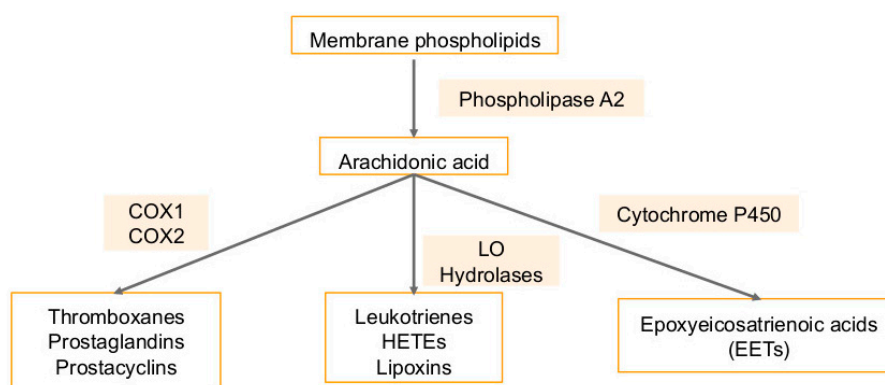 Membrane phospholipids
Phospholipase A2
Arachidonic acid
COX1
COX2
LO
Hydrolases
Cytochrome P450
Thromboxanes
Prostaglandins
Prostacyclins
Leukotrienes
HETEs
Lipoxins
Epoxyeicosatrienoic acids
(EETs)